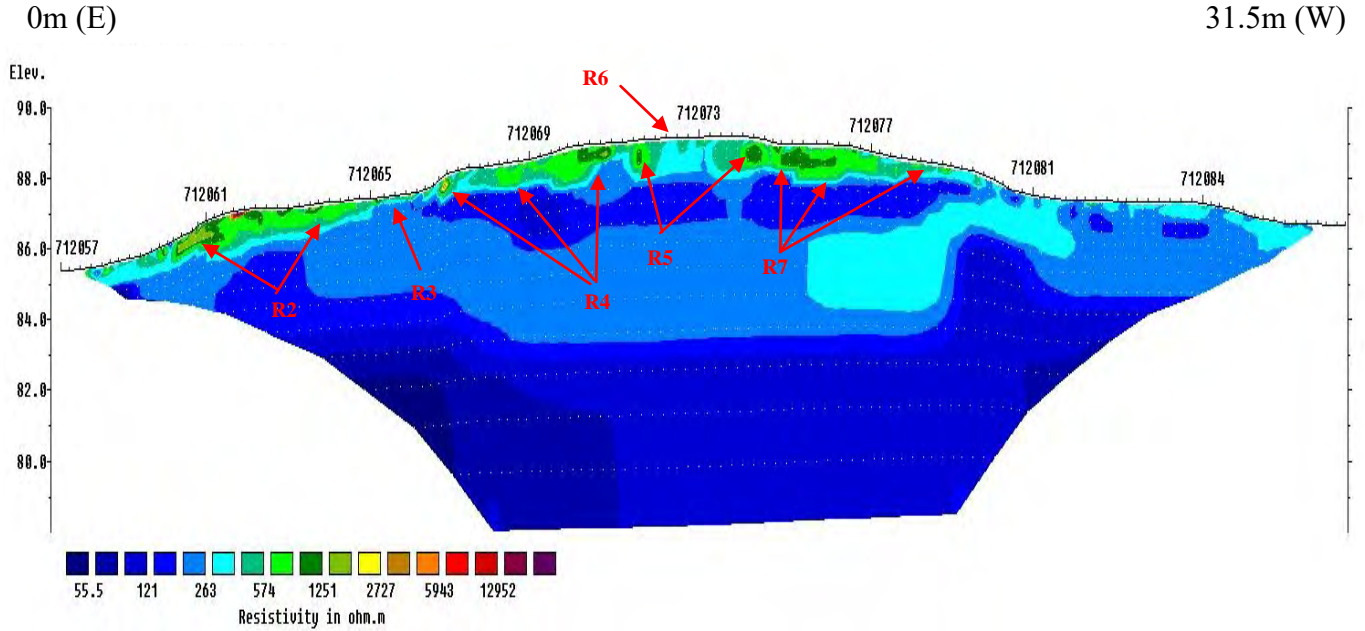 0m (E) 31.5m (W)
Elev.
R6
90.0
712073
712069 712077
88.0
712065 712081 712084
712061
86.0
712057
R5
R7
R3 R4
R2
84.0
82.0
80.0
55.5 121 263 574 1251 2727 5943 12952
Resistivity in ohm.m